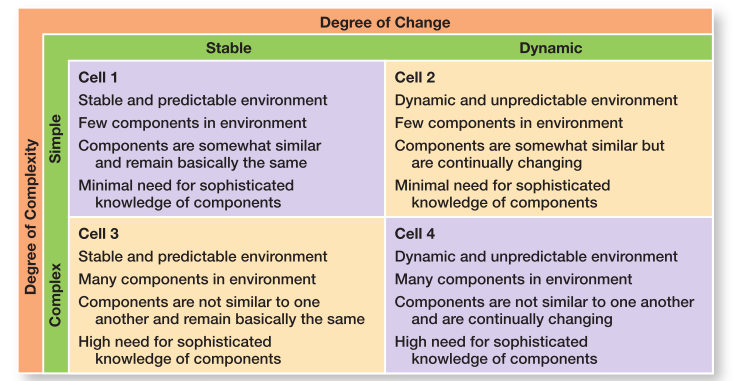 Degree of Change
Stable
Dynamic
Degree of Complexity
Simple
Cell 1
Stable and predictable environment
Few components in environment
Components are somewhat similar
and remain basically the same
Minimal need for sophisticated
knowledge of components
Cell 2
Dynamic and unpredictable environment
Few components in environment
Components are somewhat similar but
are continually changing
Minimal need for sophisticated
knowledge of components
Complex
Cell 3
Stable and predictable environment
Many components in environment
Components are not similar to one
another and remain basically the same
High need for sophisticated
knowledge of components
Cell 4
Dynamic and unpredictable environment
Many components in environment
Components are not similar to one another
and are continually changing
High need for sophisticated
knowledge of components